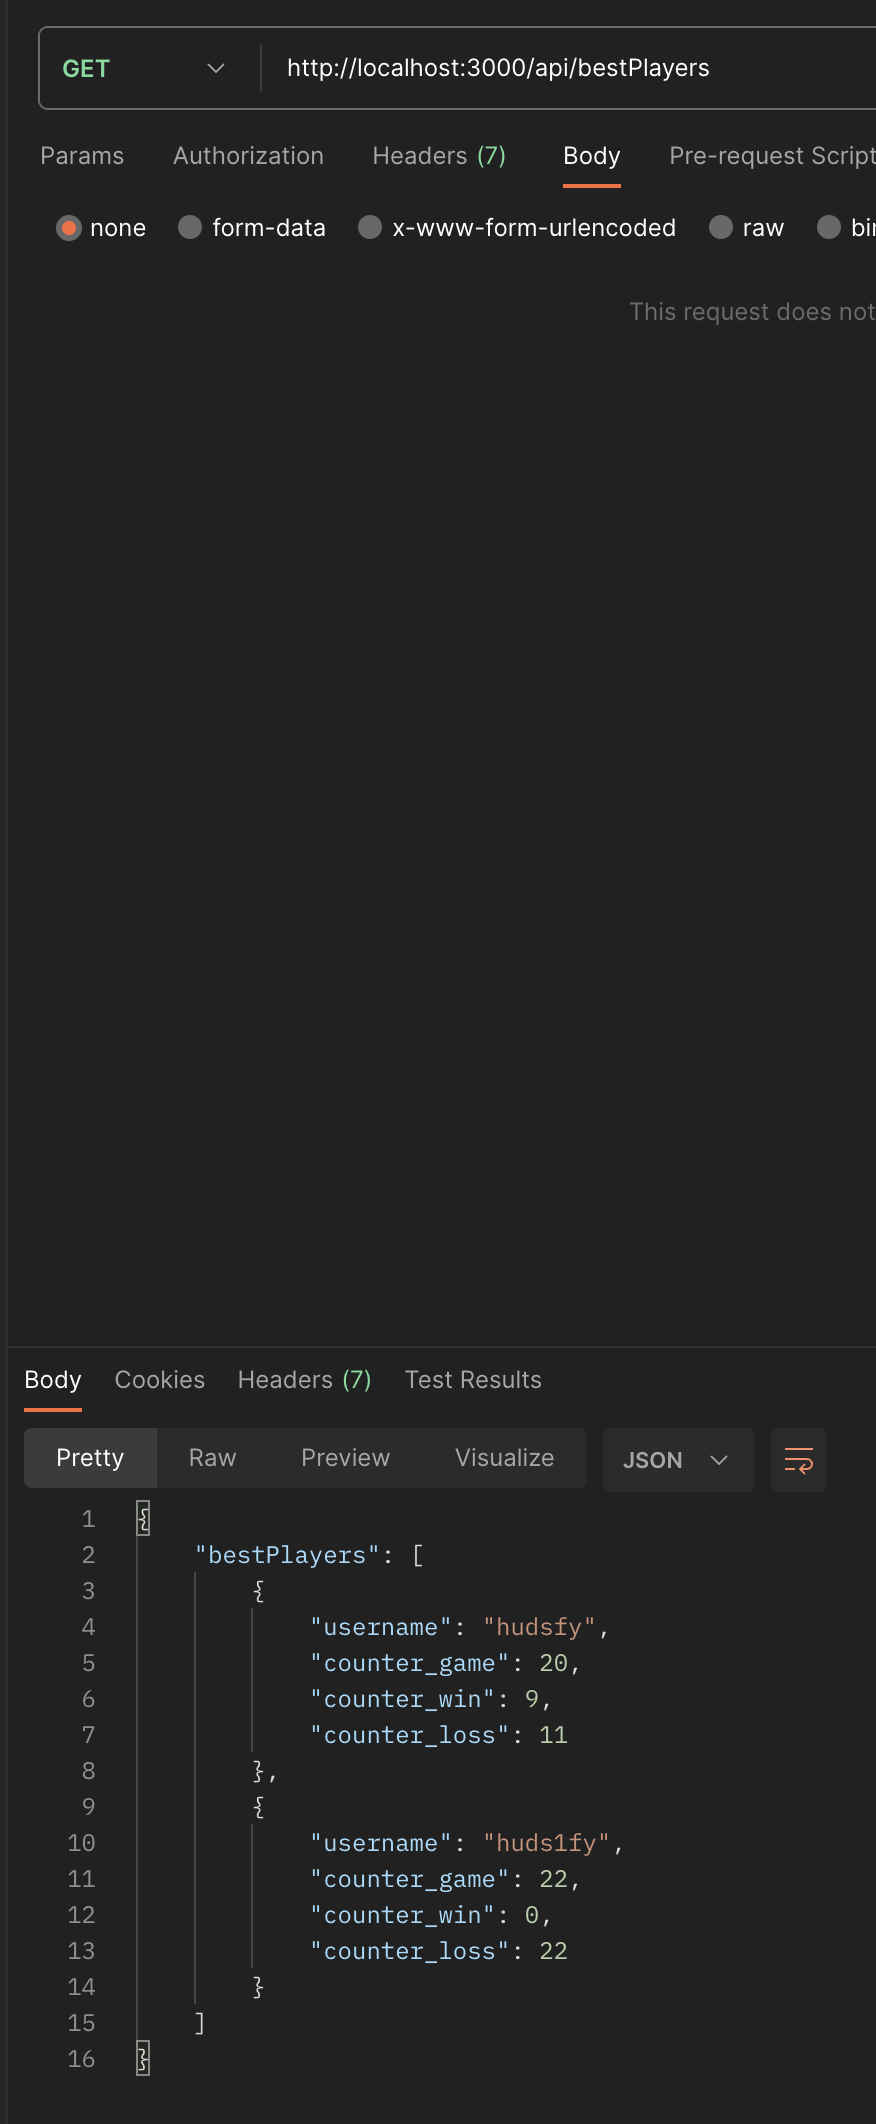 GET http://localhost:3000/api/bestPlayers
Params Authorization Headers (7) Body Pre-request Script
none form-data x-www-form-urlencoded raw bin
This request does not
Body Cookies Headers (7) Test Results
Pretty Raw Preview Visualize JSON
1 {
2 "bestPlayers": [
3 {
4 "username": "hudsfy",
5 "counter_game": 20,
6 "counter_win": 9,
7 "counter_loss": 11
8 },
9 {
10 "username": "huds1fy",
11 "counter_game": 22,
12 "counter_win": 0,
13 "counter_loss": 22
14 }
15 ]
16 }